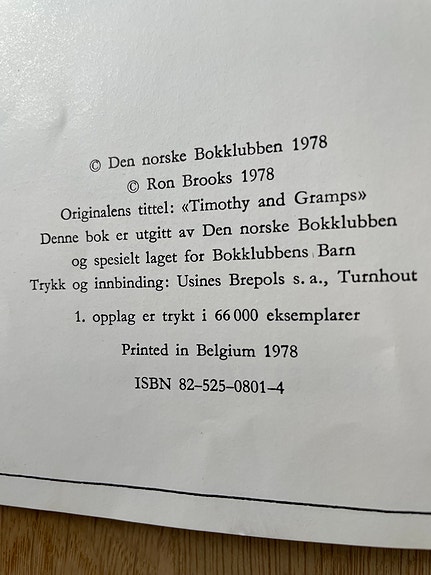 © Den norske Bokklubben 1978
© Ron Brooks 1978
Originalens tittel: «Timothy and Gramps»
Denne bok er utgitt av Den norske Bokklubben
og spesielt laget for Bokklubbens Barn
Trykk og innbinding: Usines Brepols s. a., Turnhout
1. opplag er trykt i 66 000 eksemplarer
Printed in Belgium 1978
ISBN 82–525–0801–4